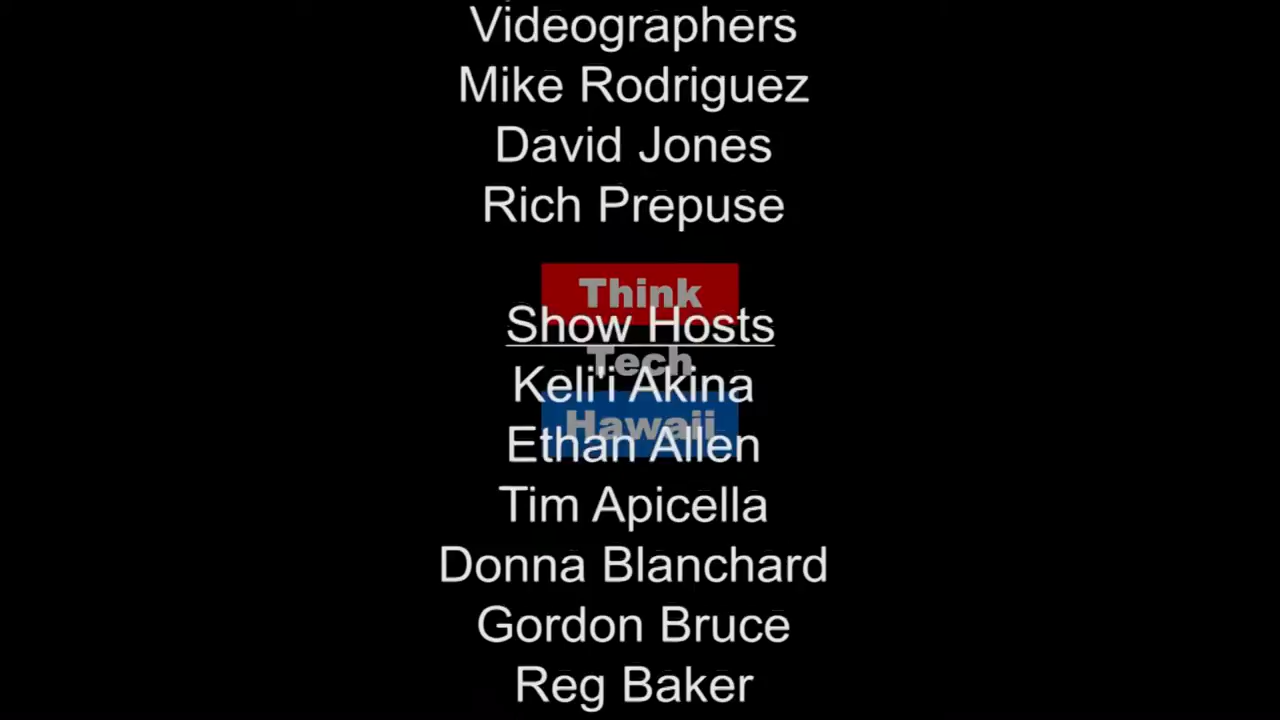 Videographers
Mike Rodriguez
David Jones
Rich Prepuse
Think
Show Hosts
Tech
Keli'i Akina
Hawaii
Ethan Allen
Tim Apicella
Donna Blanchard
Gordon Bruce
Reg Baker